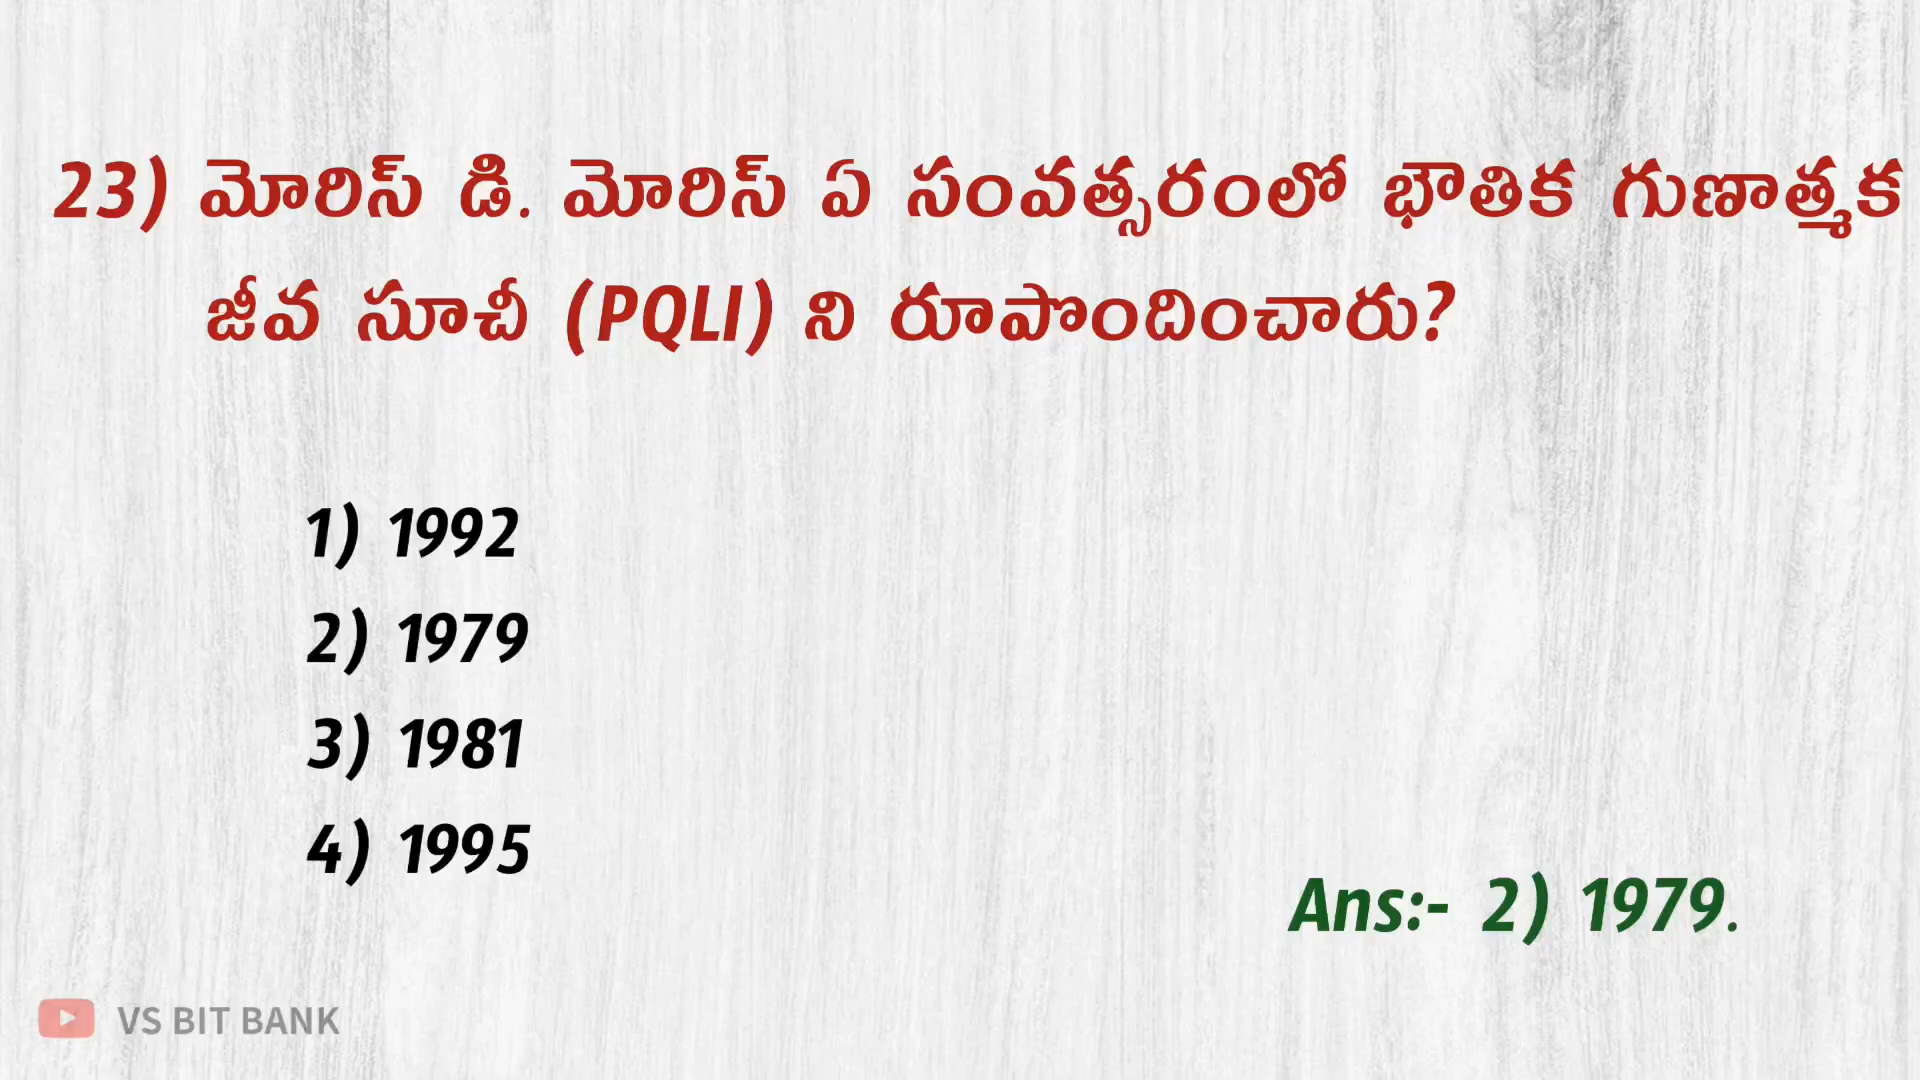 23) మోరిస్ డి. మోరిస్ ఏ సంవత్సరంలో భౌతిక గుణాత్మక
జీవ సూచీ (PQLI) ని రూపొందించారు?
1) 1992
2) 1979
3) 1981
4) 1995
Ans:- 2) 1979.
VS BIT BANK